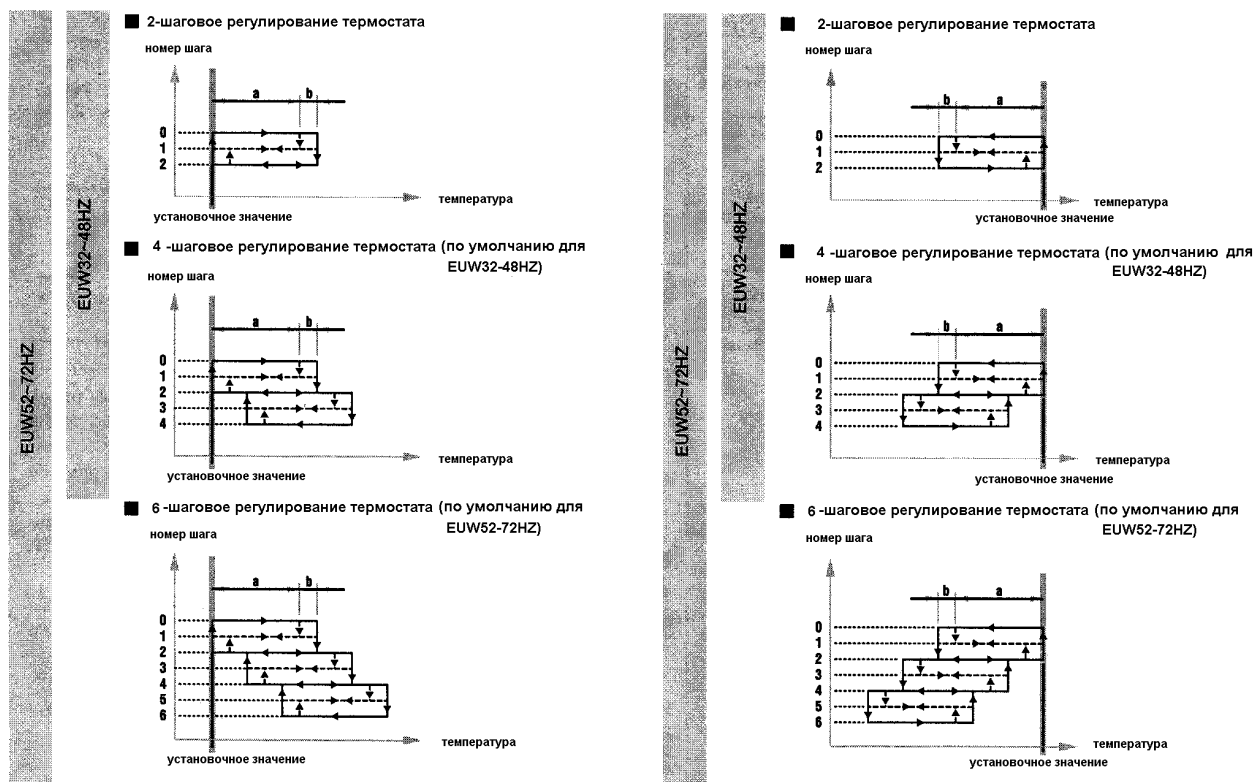 EUW52~72HZ
EUW32~48HZ
2-шаговое регулирование термостата
номер шага
a b
0
1
2
температура
установочное значение
4 -шаговое регулирование термостата (по умолчанию для
EUW32-48HZ)
номер шага
a b
0
1
2
3
4
температура
установочное значение
6 -шаговое регулирование термостата (по умолчанию для
EUW52-72HZ)
номер шага
a b
0
1
2
3
4
5
6
температура
установочное значение
EUW52~72HZ
EUW32~48HZ
2-шаговое регулирование термостата
номер шага
b a
0
1
2
температура
установочное значение
4 -шаговое регулирование термостата (по умолчанию для
EUW32-48HZ)
номер шага
b a
0
1
2
3
4
температура
установочное значение
6 -шаговое регулирование термостата (по умолчанию для
EUW52-72HZ)
номер шага
b a
0
1
2
3
4
5
6
температура
установочное значение